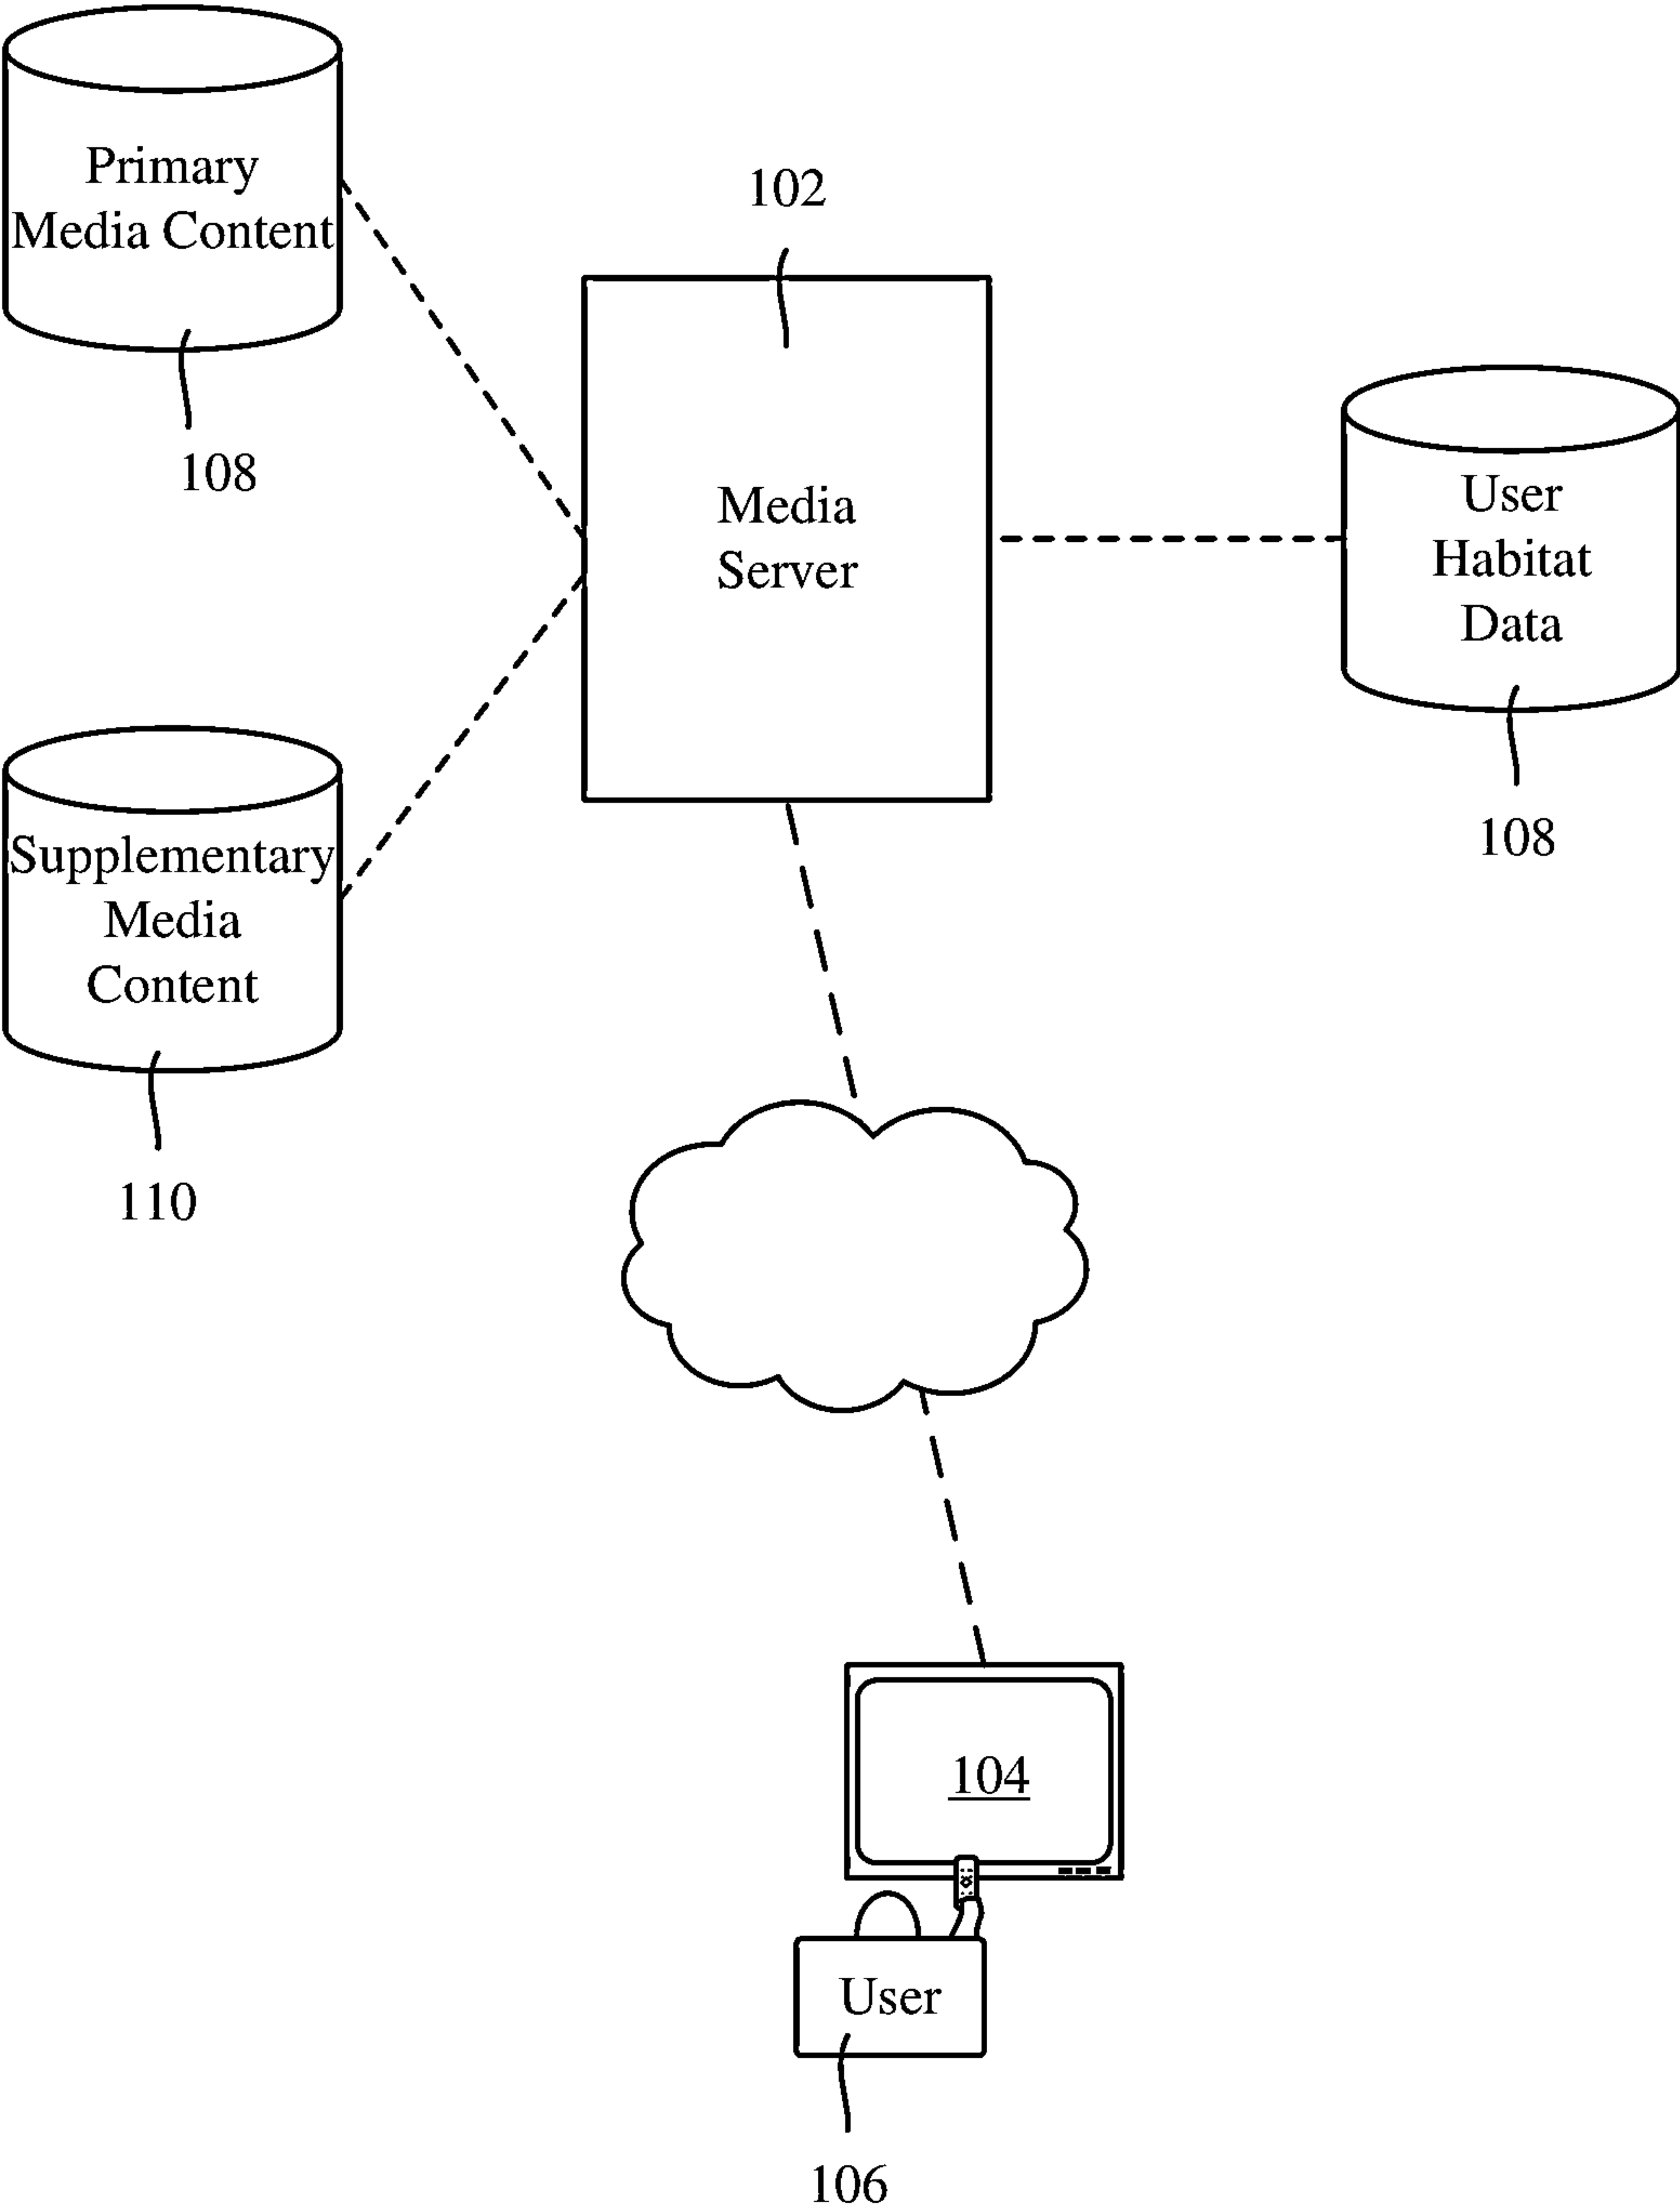 Primary
Media Content
108
102
Media
Server
User
Habitat
Data
108
Supplementary
Media
Content
110
104
User
106